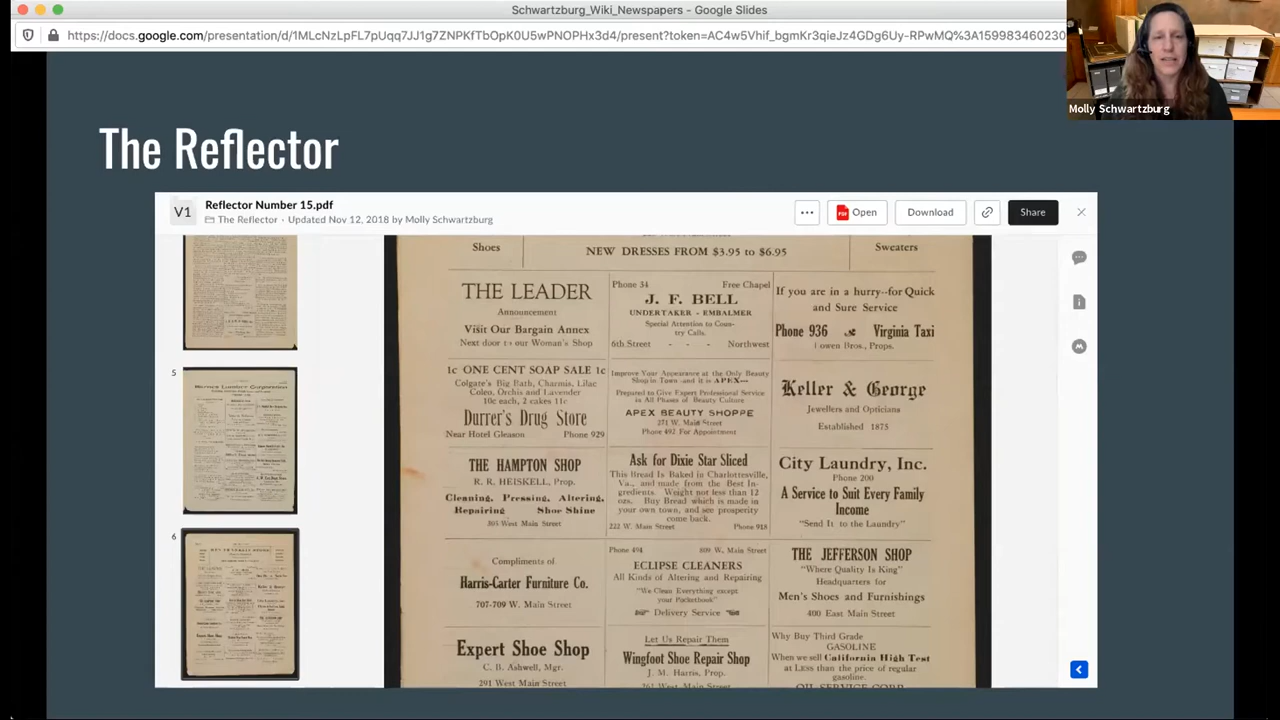 Schwartzburg_Wiki_Newspapers - Google Slides
https://docs.google.com/presentation/d/1MLcNzLpFL7pUqq7JJ1g7ZNPKfTbOpK0U5wPNOPHx3d4/present?token=AC4w5Vhif_bgmKr3qieJz4GDg6Uy-RPwMQ%3A1599834602300
Molly Schwartzburg
The Reflector
V1
Reflector Number 15.pdf
The Reflector · Updated Nov 12, 2018 by Molly Schwartzburg
Open
Download
Share
5
6
Shoes
NEW DRESSES FROM $3.95 to $6.95
Sweaters
THE LEADER
Announcement
Visit Our Bargain Annex
Next door to our Woman's Shop
Phone 34 Free Chapel
J. F. BELL
UNDERTAKER - EMBALMER
Special Attention to Coun-
try Calls.
6th Street - - - Northwest
If you are in a hurry--for Quick
and Sure Service
Phone 936 Virginia Taxi
Bros., Props.
1c ONE CENT SOAP SALE 1c
Colgate's Big Bath, Charmis, Lilac
Coleo, Orchis and Lavender
10c each, 2 cakes 11c
Durrer's Drug Store
Near Hotel Gleason Phone 929
Improve Your Appearance at the Only Beauty
Shop in Town and it is APEX—
Prepared to Give Expert Professional Service
in All Phases of Beauty Culture
APEX BEAUTY SHOPPE
271 W. Main Street
Phone 492 For Appointment
Keller & George
Jewellers and Opticians
Established 1875
THE HAMPTON SHOP
R. R. HEISKELL, Prop.
Cleaning, Pressing, Altering,
Repairing Shoe Shine
303 West Main Street
Ask for Dixie Star Sliced
This Bread Is Baked in Charlottesville,
Va., and made from the Best In-
gredients. Weight not less than 12
ozs. Buy Bread which is made in
your own town, and see prosperity
come back.
222 W. Main Street Phone 918
City Laundry, Inc.
Phone 200
A Service to Suit Every Family
Income
"Send It to the Laundry"
Compliments of
Harris-Carter Furniture Co.
707-709 W. Main Street
Phone 494 809 W. Main Street
ECLIPSE CLEANERS
All Kinds of Altering and Repairing
"We Clean Everything except
your Pocketbook"
Delivery Service
THE JEFFERSON SHOP
"Where Quality Is King"
Headquarters for
Men's Shoes and Furnishings
400 East Main Street
Expert Shoe Shop
C. B. Ashwell, Mgr.
291 West Main Street
Let Us Repair Them
Wingfoot Shoe Repair Shop
J. M. Harris, Prop.
West Main Street
Why Buy Third Grade
GASOLINE
When we sell California High Test
at LESS than the price of regular
gasoline.
OIL SERVICE CORP.